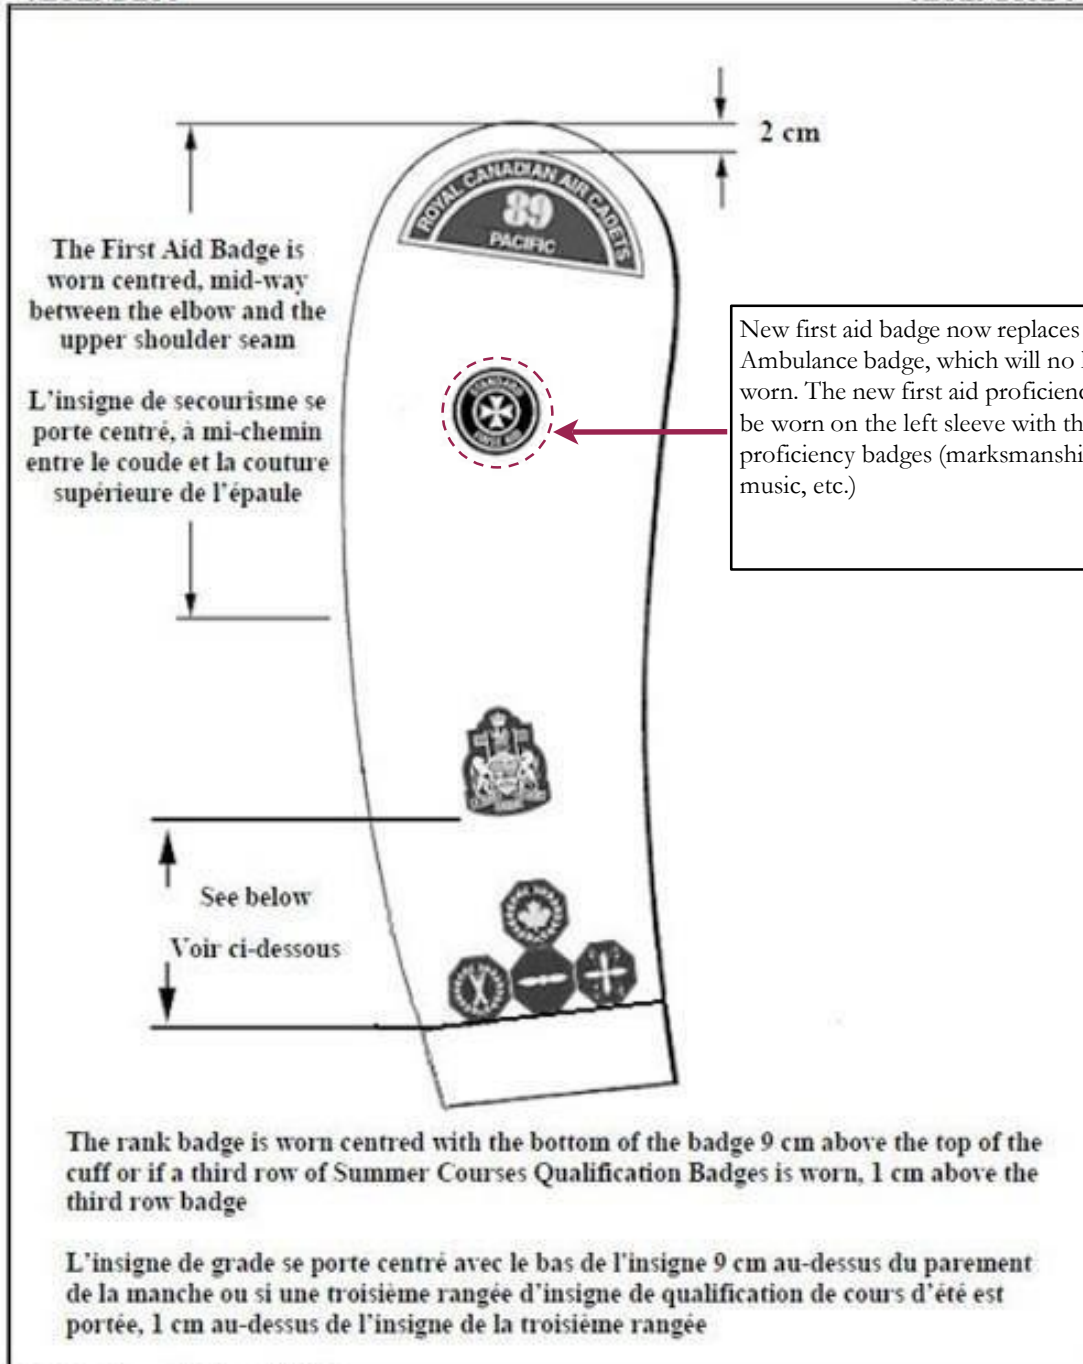 2 cm
ROYAL CANADIAN AIR CADETS
89
PACIFIC
The First Aid Badge is
worn centred, mid-way
between the elbow and the
upper shoulder seam
L'insigne de secourisme se
porte centré, à mi-chemin
entre le coude et la couture
supérieure de l'épaule
New first aid badge now replaces
Ambulance badge, which will no
worn. The new first aid proficienc
be worn on the left sleeve with th
proficiency badges (marksmanshi
music, etc.)
See below
Voir ci-dessous
The rank badge is worn centred with the bottom of the badge 9 cm above the top of the
cuff or if a third row of Summer Courses Qualification Badges is worn, 1 cm above the
third row badge
L'insigne de grade se porte centré avec le bas de l'insigne 9 cm au-dessus du parement
de la manche ou si une troisième rangée d'insigne de qualification de cours d'été est
portée, 1 cm au-dessus de l'insigne de la troisième rangée